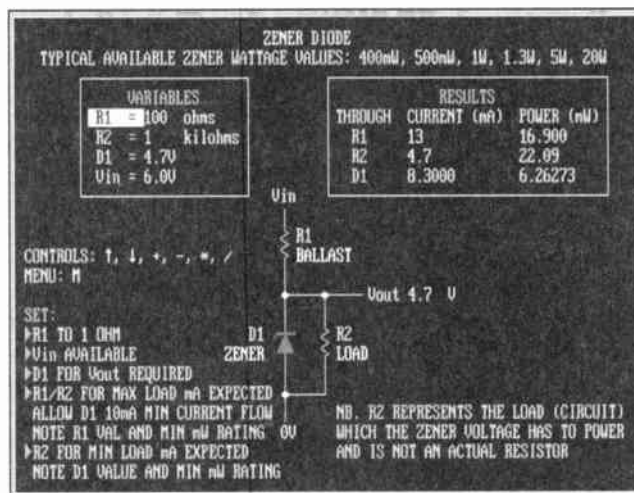 ZENER DIODE
TYPICAL AVAILABLE ZENER WATTAGE VALUES: 400mW, 500mW, 1W, 1.3W, 5W, 20W
VARIABLES
R1 = 100 ohms
R2 = 1 kilohms
D1 = 4.7V
Vin = 6.0V
RESULTS
THROUGH CURRENT (mA) POWER (mW)
R1 13 16.900
R2 4.7 22.09
D1 8.3000 6.26273
Vin
R1
BALLAST
CONTROLS: ↑, ↓, +, -, *, /
MENU: M
Vout 4.7 V
SET:
▶R1 TO 1 OHM
▶Vin AVAILABLE
▶D1 FOR Vout REQUIRED
▶R1/R2 FOR MAX LOAD mA EXPECTED
ALLOW D1 10mA MIN CURRENT FLOW
NOTE R1 VAL AND MIN mW RATING
▶R2 FOR MIN LOAD mA EXPECTED
NOTE D1 VALUE AND MIN mW RATING
D1
ZENER
R2
LOAD
0V
NB. R2 REPRESENTS THE LOAD (CIRCUIT)
WHICH THE ZENER VOLTAGE HAS TO POWER
AND IS NOT AN ACTUAL RESISTOR